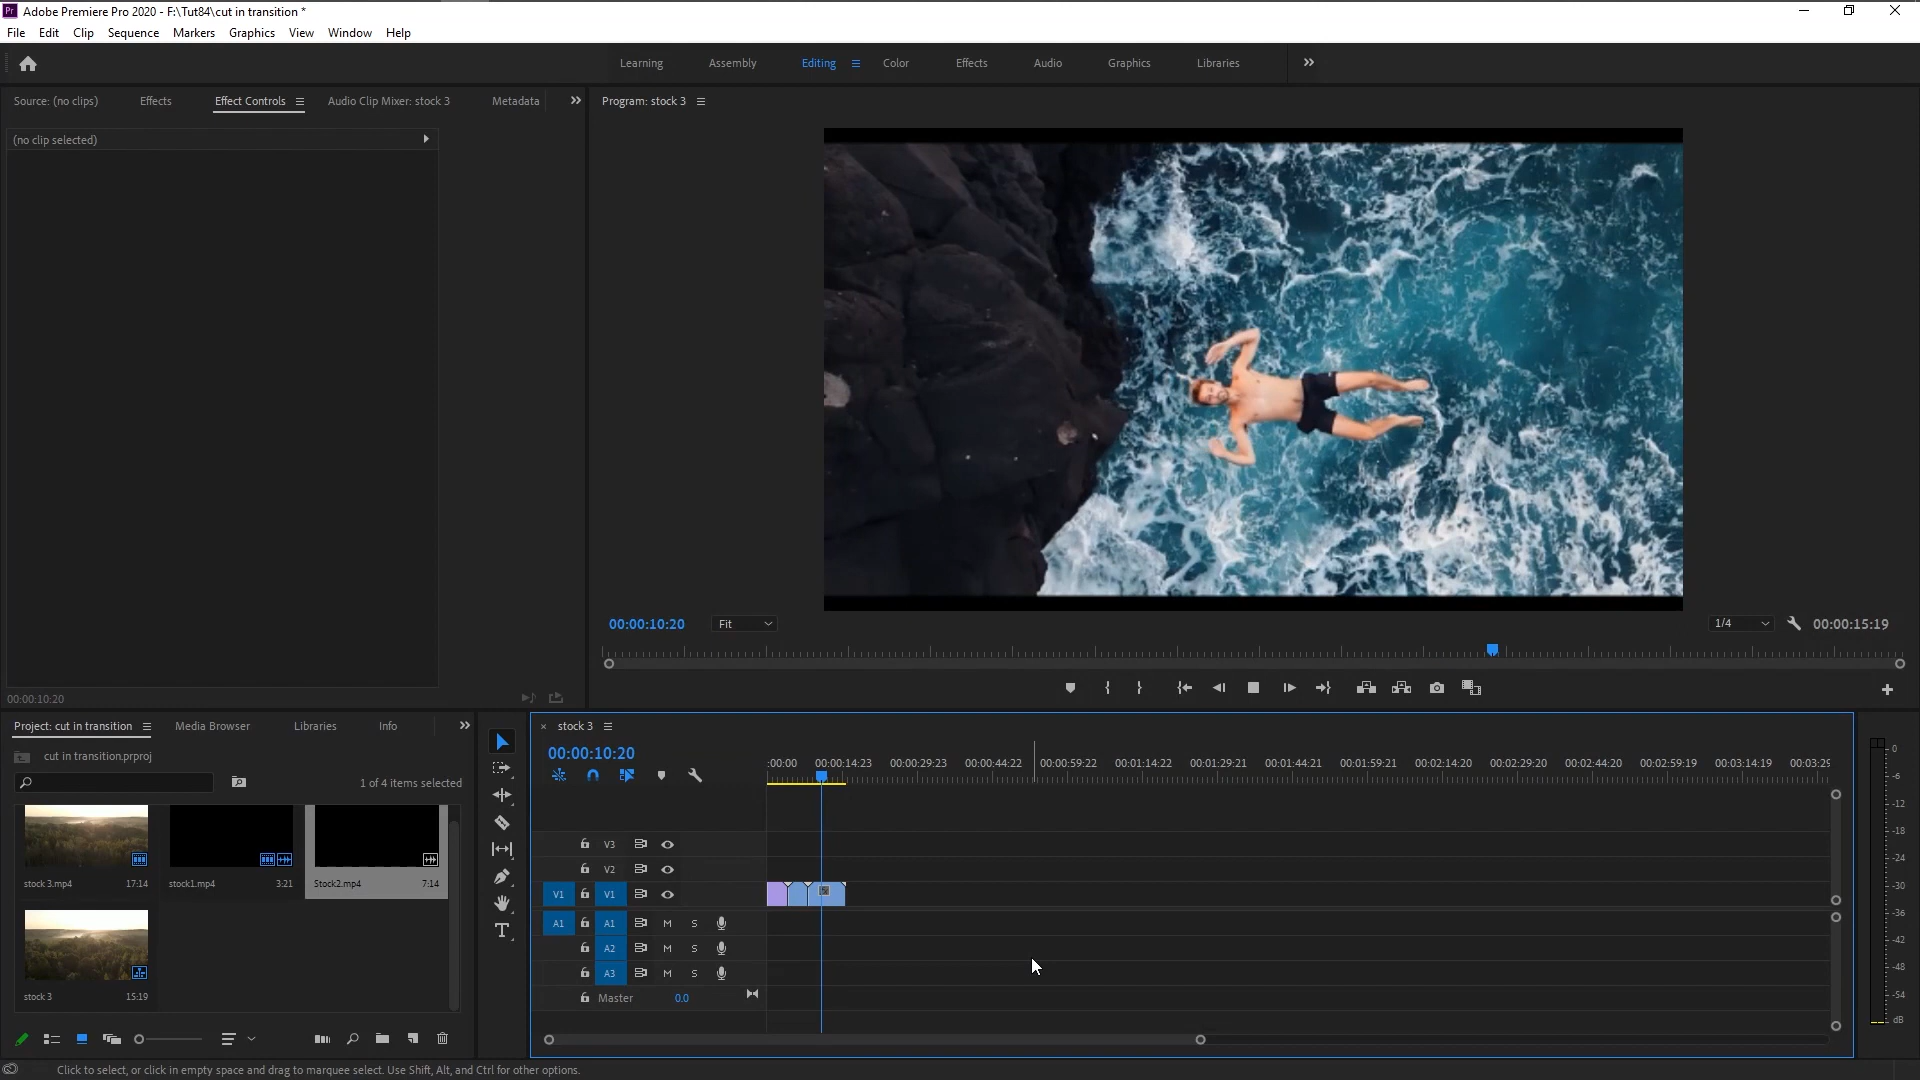 Pr Adobe Premiere Pro 2020 - F:\Tut84\cut in transition *
File Edit Clip Sequence Markers Graphics View Window Help
Learning Assembly Editing Color Effects Audio Graphics Libraries
Source: (no clips) Effects Effect Controls Audio Clip Mixer: stock 3 Metadata
Program: stock 3
(no clip selected)
00:00:10:20 Fit 1/4 00:00:15:19
00:00:10:20
Project: cut in transition Media Browser Libraries Info
cut in transition.prproj
1 of 4 items selected
stock 3.mp4 17:14 stock1.mp4 3:21 Stock2.mp4 7:14
stock 3 15:19
× stock 3
00:00:10:20
:00:00 00:00:14:23 00:00:29:23 00:00:44:22 00:00:59:22 00:01:14:22 00:01:29:21 00:01:44:21 00:01:59:21 00:02:14:20 00:02:29:20 00:02:44:20 00:02:59:19 00:03:14:19 00:03:29
V3
V2
V1 V1
A1 A1 M S
A2 M S
A3 M S
Master 0.0
0
-6
-12
-18
-24
-30
-36
-42
-48
-54
dB
Click to select, or click in empty space and drag to marquee select. Use Shift, Alt, and Ctrl for other options.